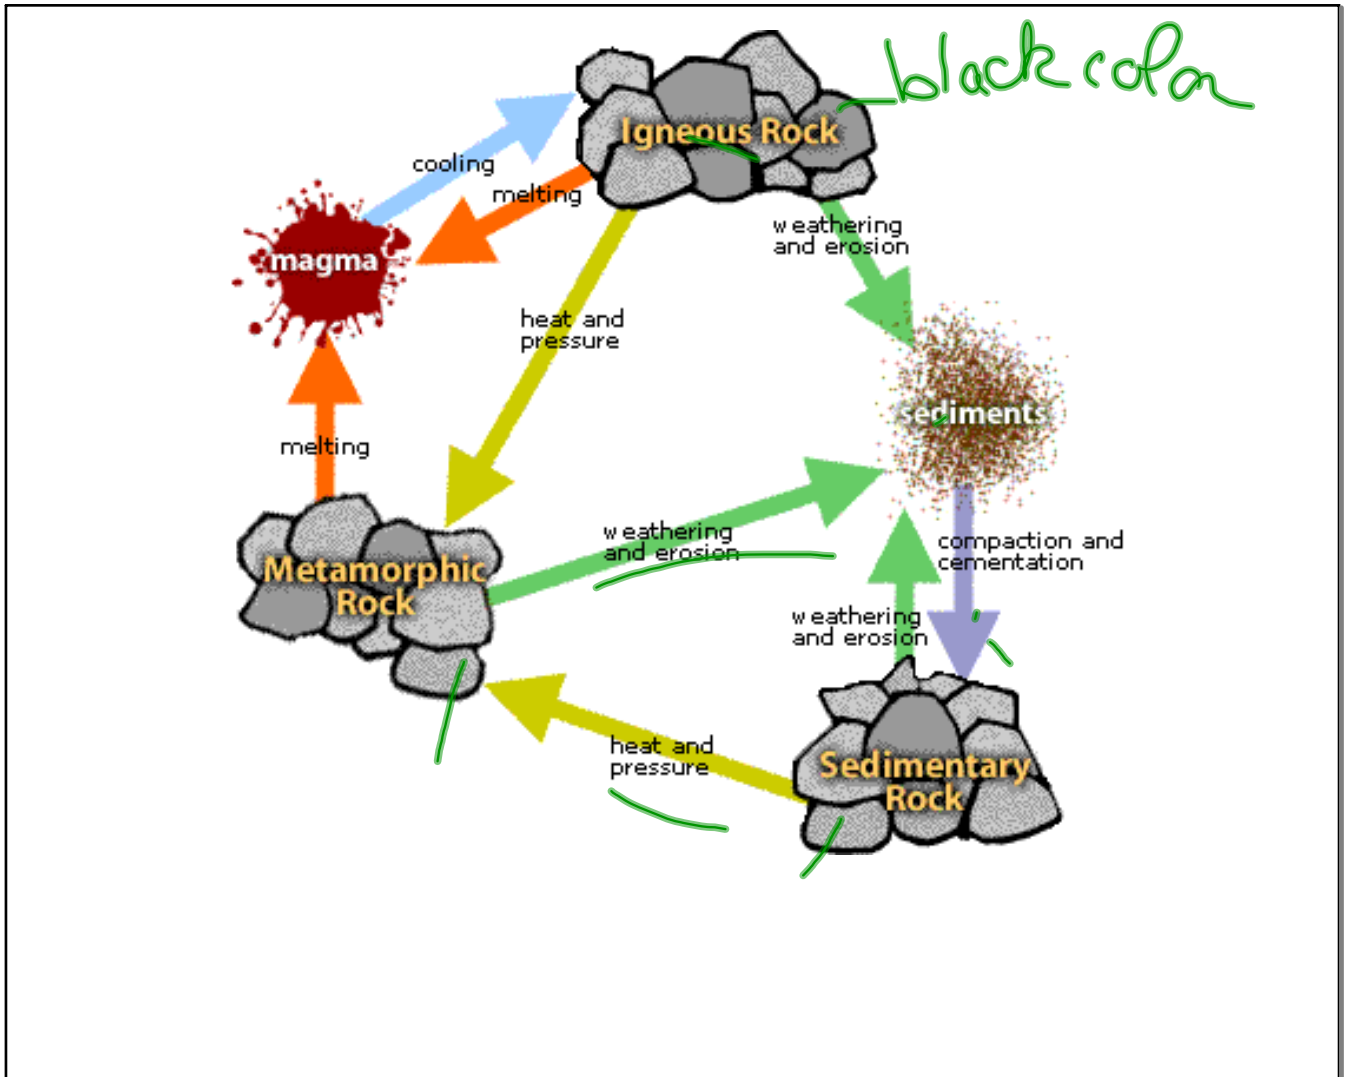 black color
Igneous Rock
cooling
melting
weathering
and erosion
magma
heat and
pressure
sediments
melting
weathering
and erosion
compaction and
cementation
Metamorphic
Rock
weathering
and erosion
heat and
pressure
Sedimentary
Rock